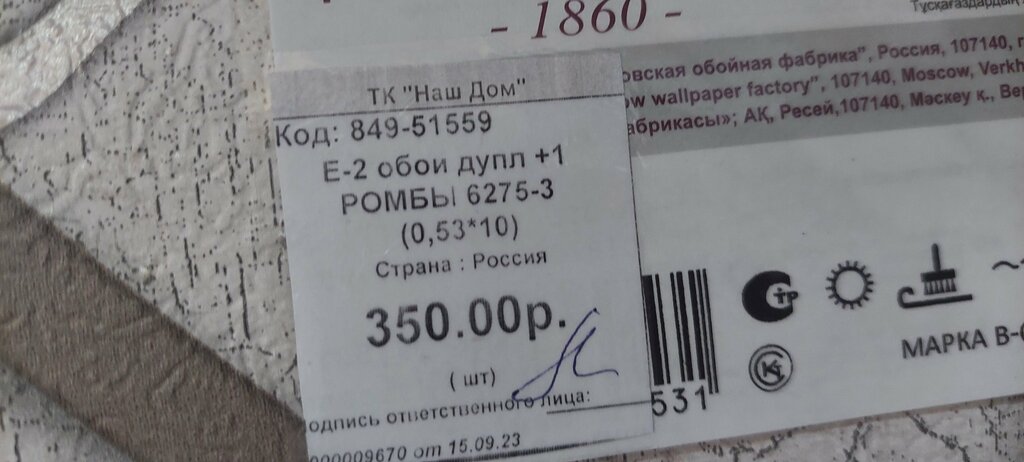 - 1860 -
Тұсқағаздардың
овская обойная фабрика", Россия, 107140, г
ow wallpaper factory", 107140, Moscow, Verkh
абрикасы»; АҚ, Ресей,107140, Мәскеу қ., Вер
ТК "Наш Дом"
Код: 849-51559
Е-2 обои дупл +1
РОМБЫ 6275-3
(0,53*10)
Страна : Россия
350.00р.
( шт)
одпись ответственного лица:
000009670 от 15.09.23
531
МАРКА В-